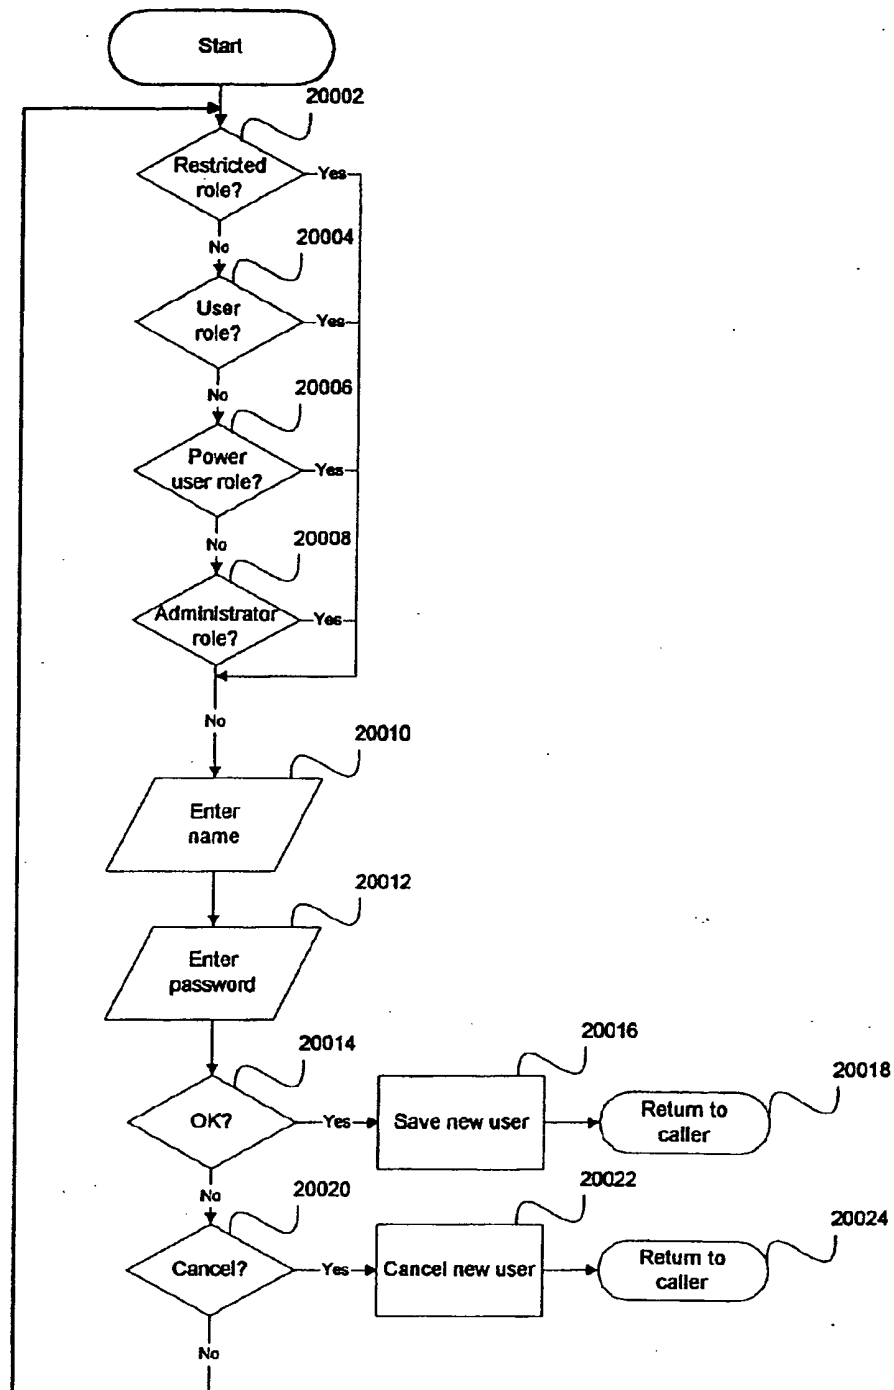 Start
20002
Restricted
role?
Yes
No
20004
User
role?
Yes
No
20006
Power
user role?
Yes
No
20008
Administrator
role?
Yes
No
20010
Enter
name
20012
Enter
password
20014
OK?
Yes
20016
Save new user
20018
Return to
caller
No
20020
Cancel?
Yes
20022
Cancel new user
20024
Return to
caller
No